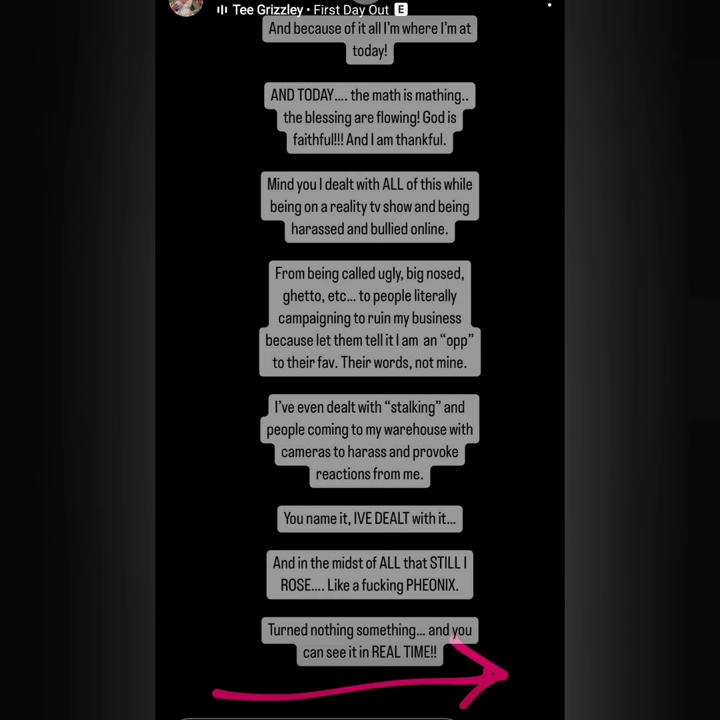 Tee Grizzley • First Day Out E
And because of it all I'm where I'm at
today!
AND TODAY.... the math is mathing..
the blessing are flowing! God is
faithful!!! And I am thankful.
Mind you I dealt with ALL of this while
being on a reality tv show and being
harassed and bullied online.
From being called ugly, big nosed,
ghetto, etc... to people literally
campaigning to ruin my business
because let them tell it I am an “opp”
to their fav. Their words, not mine.
I've even dealt with “stalking” and
people coming to my warehouse with
cameras to harass and provoke
reactions from me.
You name it, IVE DEALT with it...
And in the midst of ALL that STILL I
ROSE.... Like a fucking PHEONIX.
Turned nothing something... and you
can see it in REAL TIME!!